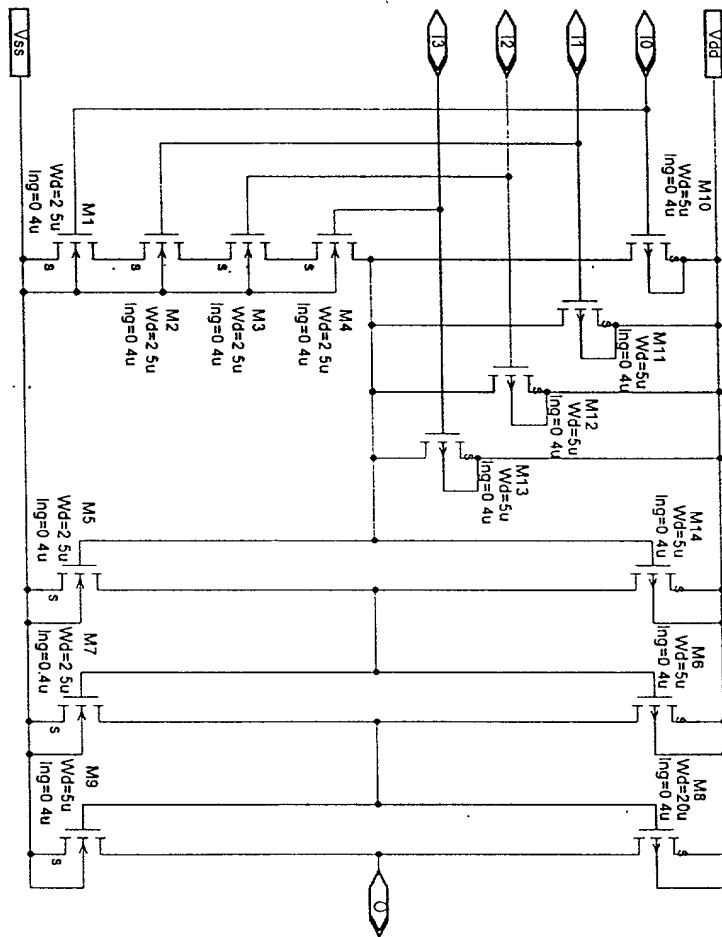 Vdd
I0
I1
I2
I3
Vss
M10
Wd=5u
lng=0 4u
M11
Wd=5u
lng=0 4u
M12
Wd=5u
lng=0 4u
M13
Wd=5u
lng=0 4u
M14
Wd=5u
lng=0 4u
M6
Wd=5u
lng=0 4u
M8
Wd=20u
lng=0 4u
M4
Wd=2 5u
lng=0 4u
M3
Wd=2 5u
lng=0 4u
M2
Wd=2 5u
lng=0 4u
M1
Wd=2 5u
lng=0 4u
M5
Wd=2 5u
lng=0 4u
M7
Wd=2 5u
lng=0.4u
M9
Wd=5u
lng=0 4u
O
s
s
s
s
s
s
s
s
s
s
s
s
s
s